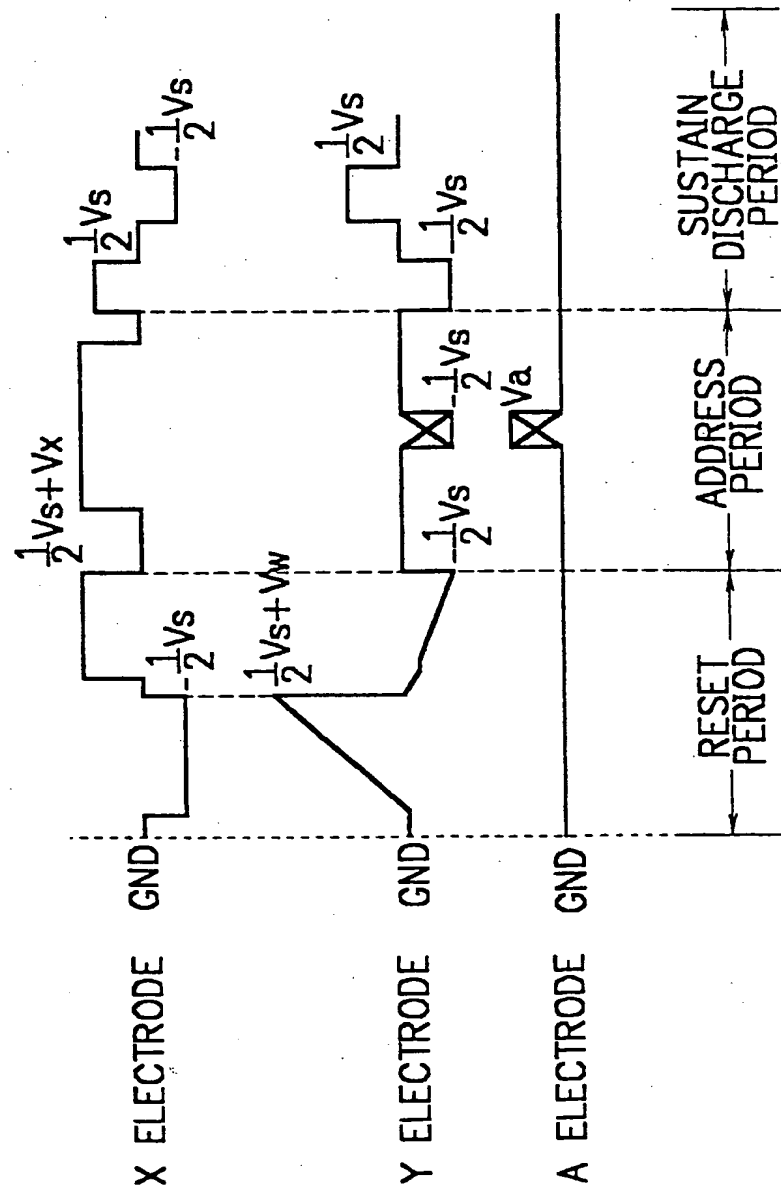 X ELECTRODE GND
-1/2Vs
1/2Vs+Vx
1/2Vs
-1/2Vs
Y ELECTRODE GND
1/2Vs+Vw
-1/2Vs
-1/2Vs
-1/2Vs
1/2Vs
A ELECTRODE GND
Va
RESET
PERIOD
ADDRESS
PERIOD
SUSTAIN
DISCHARGE
PERIOD